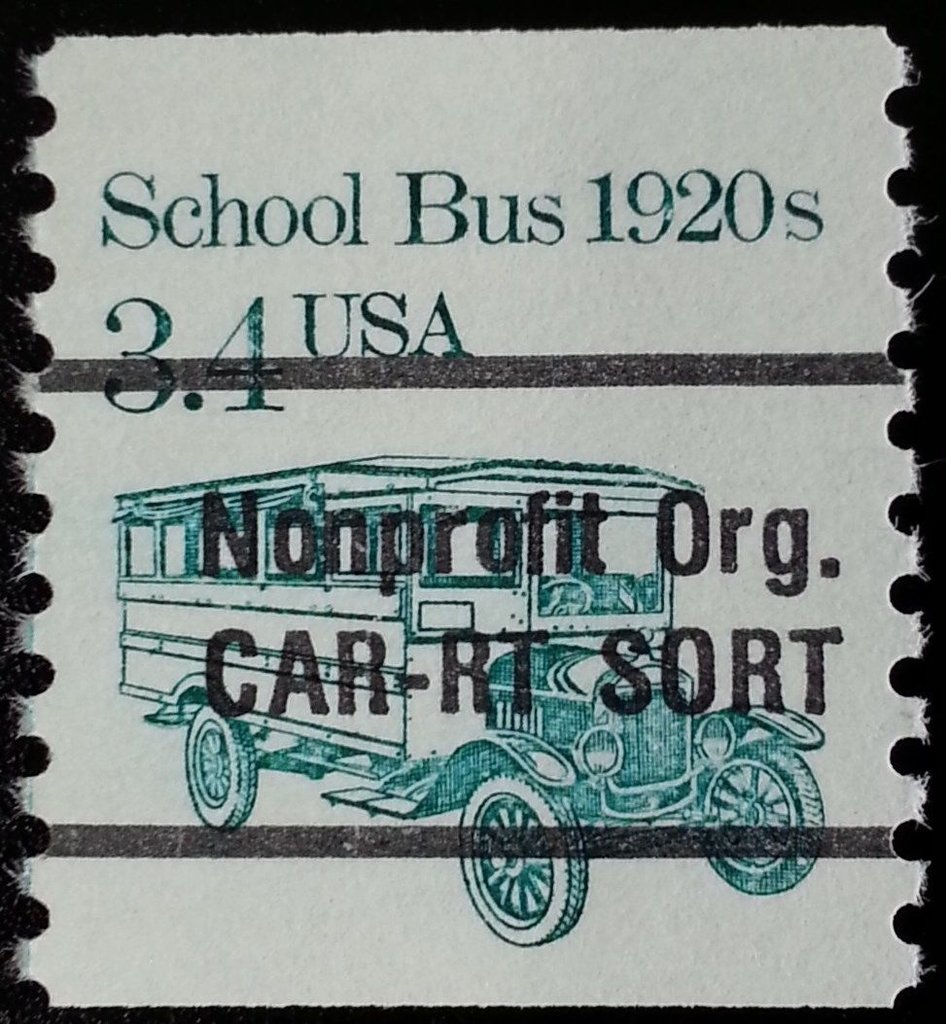 School Bus 1920s
3.4 USA
Nonprofit Org.
CAR-RT SORT